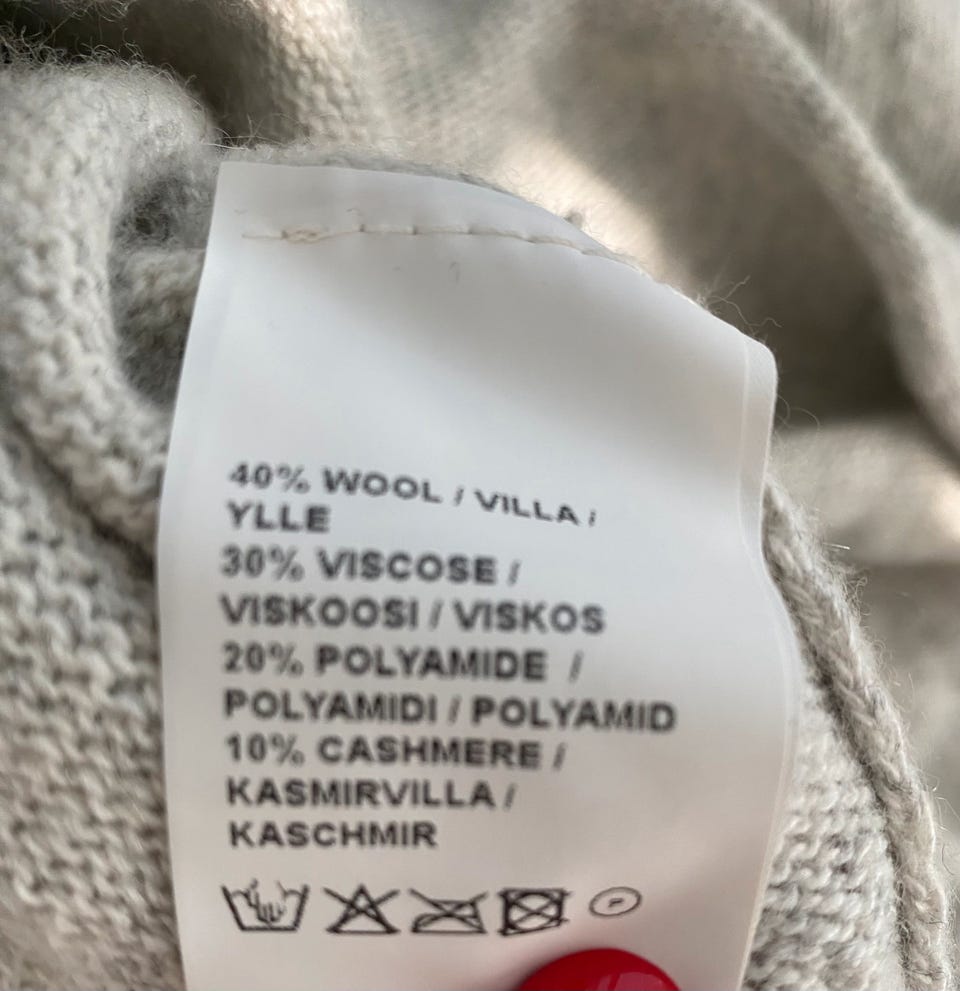 40% WOOL / VILLA /
YLLE
30% VISCOSE /
VISKOOSI / VISKOS
20% POLYAMIDE /
POLYAMIDI / POLYAMID
10% CASHMERE /
KASMIRVILLA /
KASCHMIR
P